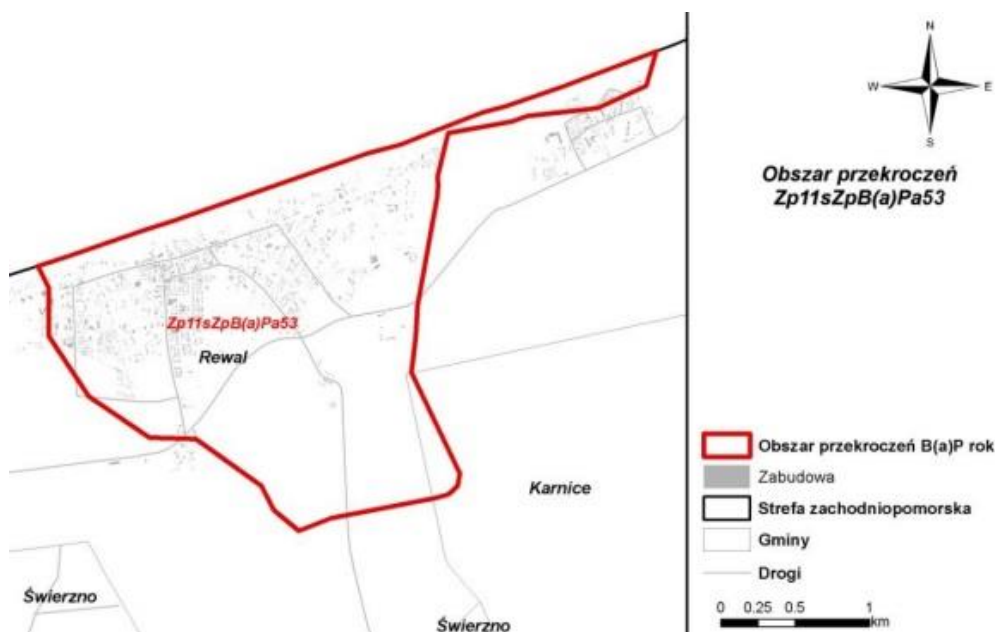 Zp11sZpB(a)Pa53
Rewal
Karnice
Świerzno
Świerzno
N
W
E
S
Obszar przekroczeń
Zp11sZpB(a)Pa53
Obszar przekroczeń B(a)P rok
Zabudowa
Strefa zachodniopomorska
Gminy
Drogi
0 0.25 0.5 1
km